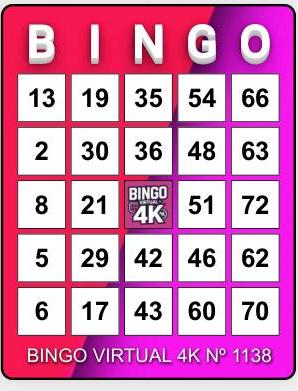 B I N G O
13 19 35 54 66
2 30 36 48 63
8 21 BINGO VIRTUAL 4K 51 72
5 29 42 46 62
6 17 43 60 70
BINGO VIRTUAL 4K Nº 1138